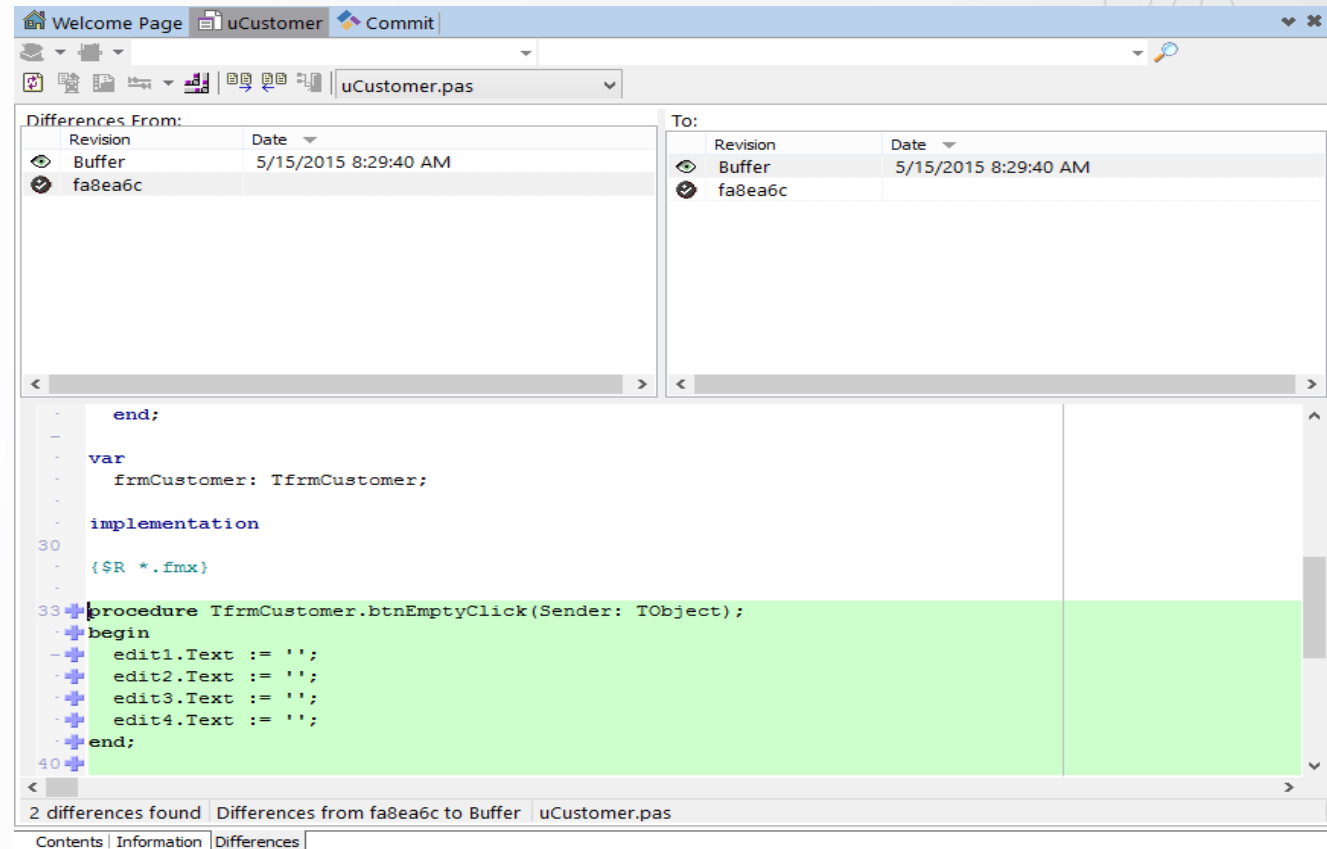 Welcome Page uCustomer Commit
uCustomer.pas
Differences From:
Revision Date
Buffer 5/15/2015 8:29:40 AM
fa8ea6c
To:
Revision Date
Buffer 5/15/2015 8:29:40 AM
fa8ea6c
end;
var
frmCustomer: TfrmCustomer;
implementation
30
{$R *.fmx}
33 procedure TfrmCustomer.btnEmptyClick(Sender: TObject);
begin
edit1.Text := '';
edit2.Text := '';
edit3.Text := '';
edit4.Text := '';
end;
40
2 differences found Differences from fa8ea6c to Buffer uCustomer.pas
Contents Information Differences